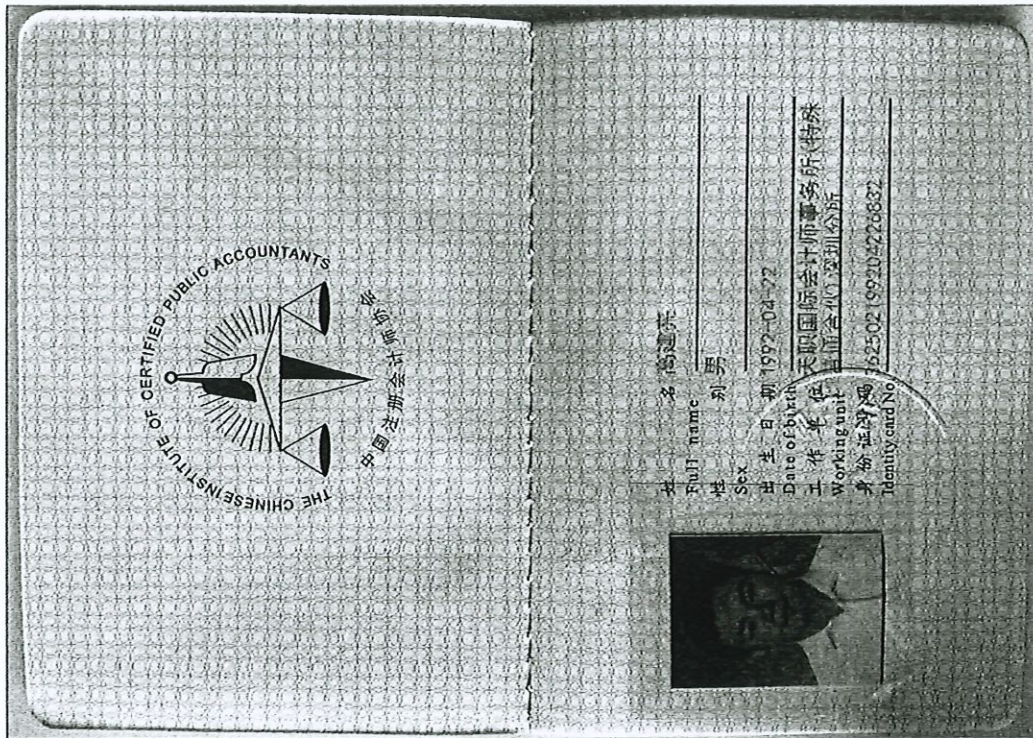 THE CHINESE INSTITUTE OF CERTIFIED PUBLIC ACCOUNTANTS
中国注册会计师协会
姓 名
Full name
性 别 男
Sex
出 生 日 期 1992-04-22
Date of birth
工 作 单 位 天职国际会计师事务所(特殊
Working unit 普通合伙)深圳分所
身份证号码
Identity card No